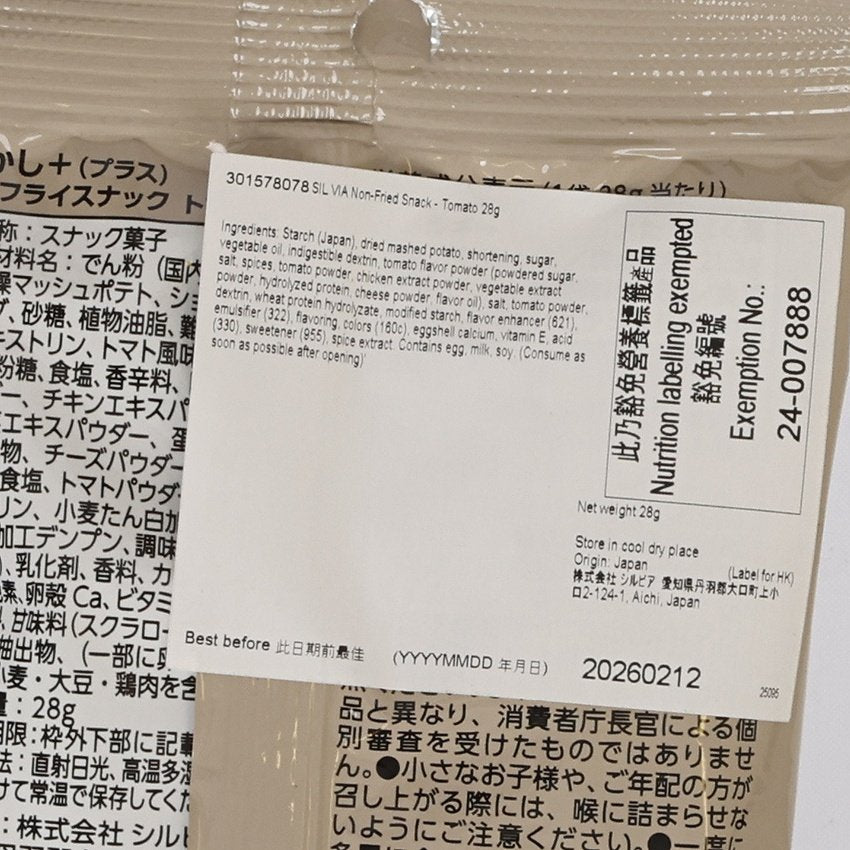 かし＋(プラス)
フライスナック ト
称：スナック菓子
材料名：でん粉（国内
燥マッシュポテト、ショ
グ、砂糖、植物油脂、難
キストリン、トマト風味
粉糖、食塩、香辛料、
ー、チキンエキスパ
エキスパウダー、蛋
物、チーズパウダー
食塩、トマトパウダ
リン、小麦たん白加
加工デンプン、調味
)、乳化剤、香料、カ
素、卵殻 Ca、ビタミ
甘味料(スクラロー
抽出物、（一部に卵
小麦・大豆・鶏肉を含
量：28g
期限：枠外下部に記載
法：直射日光、高温多湿
けて常温で保存してくだ
：株式会社 シルビ
(1袋 28g 当たり)
301578078 SILVIA Non-Fried Snack - Tomato 28g
Ingredients: Starch (Japan), dried mashed potato, shortening, sugar,
vegetable oil, indigestible dextrin, tomato flavor powder (powdered sugar,
salt, spices, tomato powder, chicken extract powder, vegetable extract
powder, hydrolyzed protein, cheese powder, flavor oil), salt, tomato powder,
dextrin, wheat protein hydrolyzate, modified starch, flavor enhancer (621),
emulsifier (322), flavoring, colors (160c), eggshell calcium, vitamin E, acid
(330), sweetener (955), spice extract. Contains egg, milk, soy. (Consume as
soon as possible after opening)'
此乃豁免營養標籤產品
Nutrition labelling exempted
豁免編號
Exemption No.:
24-007888
Net weight 28g
Store in cool dry place
Origin: Japan (Label for HK)
株式会社 シルビア 愛知県丹羽郡大口町上小
口2-124-1, Aichi, Japan
Best before 此日期前最佳 (YYYYMMDD 年月日) 20260212
25095
品と異なり、消費者庁長官による個
別審査を受けたものではありませ
ん。●小さなお子様や、ご年配の方が
召し上がる際には、喉に詰まらせな
いようにご注意ください。●一度に